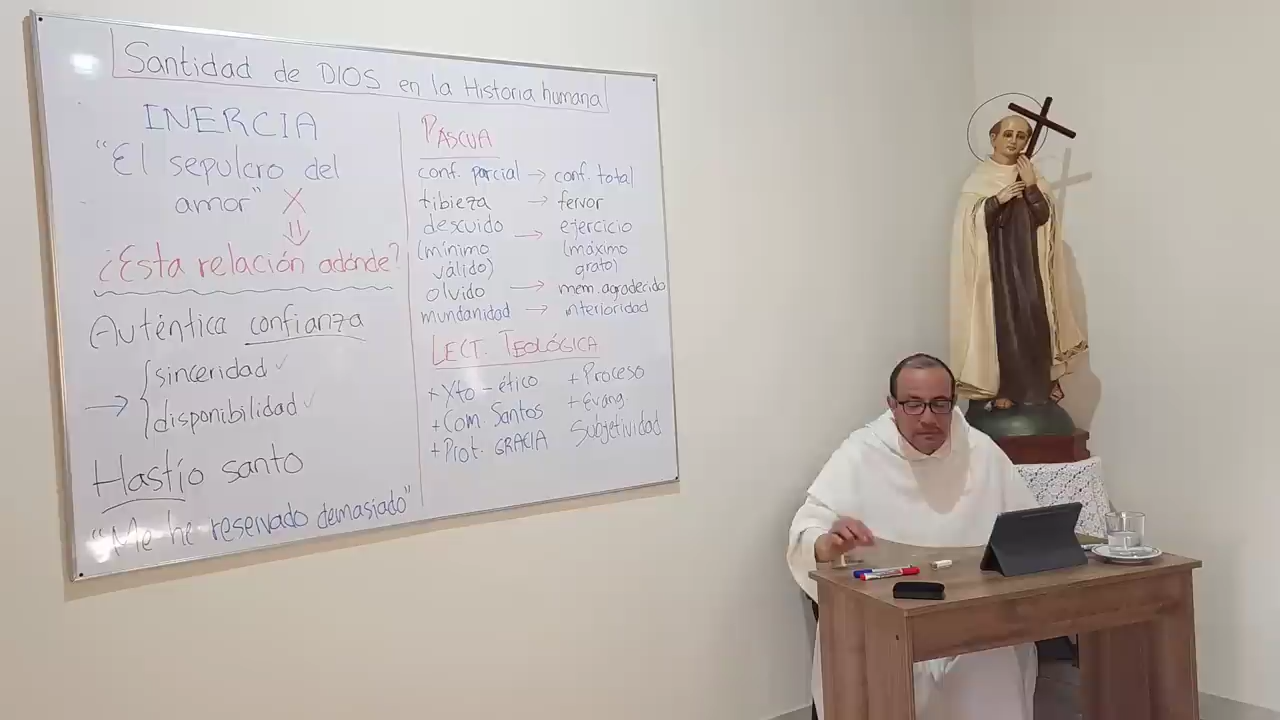 Santidad de DIOS en la Historia humana
INERCIA
"El sepulcro del
amor" X
¿Esta relación adónde?
Auténtica confianza
→ sinceridad ✓
disponibilidad ✓
Hastío santo
"Me he reservado demasiado"
PASCUA
conf. parcial → conf. total
tibieza → fervor
descuido → ejercicio
(mínimo (máximo
válido) grato)
olvido → mem. agradecida
mundanidad → interioridad
LECT. TEOLÓGICA
+ Xto - ético + Proceso
+ Com. Santos + Evang.
+ Prot. GRACIA Subjetividad